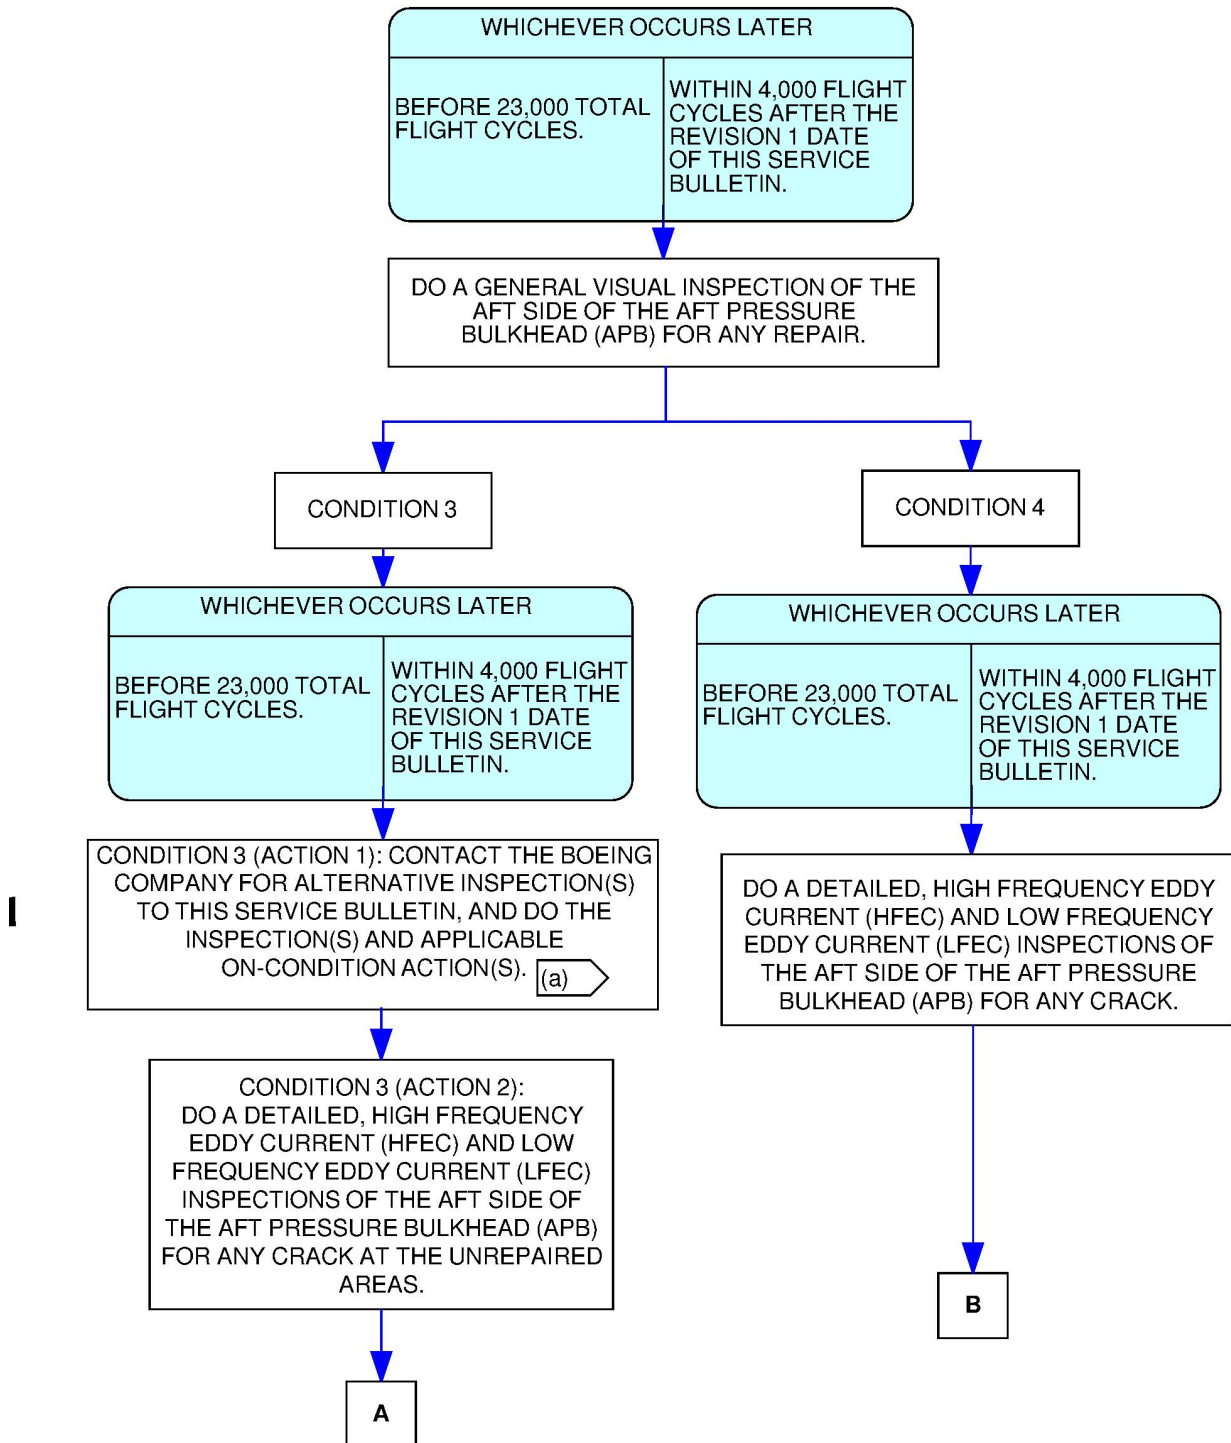 WHICHEVER OCCURS LATER
BEFORE 23,000 TOTAL
FLIGHT CYCLES.
WITHIN 4,000 FLIGHT
CYCLES AFTER THE
REVISION 1 DATE
OF THIS SERVICE
BULLETIN.
DO A GENERAL VISUAL INSPECTION OF THE
AFT SIDE OF THE AFT PRESSURE
BULKHEAD (APB) FOR ANY REPAIR.
CONDITION 3
WHICHEVER OCCURS LATER
BEFORE 23,000 TOTAL
FLIGHT CYCLES.
WITHIN 4,000 FLIGHT
CYCLES AFTER THE
REVISION 1 DATE
OF THIS SERVICE
BULLETIN.
CONDITION 3 (ACTION 1): CONTACT THE BOEING
COMPANY FOR ALTERNATIVE INSPECTION(S)
TO THIS SERVICE BULLETIN, AND DO THE
INSPECTION(S) AND APPLICABLE
ON-CONDITION ACTION(S). (a)
CONDITION 3 (ACTION 2):
DO A DETAILED, HIGH FREQUENCY
EDDY CURRENT (HFEC) AND LOW
FREQUENCY EDDY CURRENT (LFEC)
INSPECTIONS OF THE AFT SIDE OF
THE AFT PRESSURE BULKHEAD (APB)
FOR ANY CRACK AT THE UNREPAIRED
AREAS.
A
CONDITION 4
WHICHEVER OCCURS LATER
BEFORE 23,000 TOTAL
FLIGHT CYCLES.
WITHIN 4,000 FLIGHT
CYCLES AFTER THE
REVISION 1 DATE
OF THIS SERVICE
BULLETIN.
DO A DETAILED, HIGH FREQUENCY EDDY
CURRENT (HFEC) AND LOW FREQUENCY
EDDY CURRENT (LFEC) INSPECTIONS OF
THE AFT SIDE OF THE AFT PRESSURE
BULKHEAD (APB) FOR ANY CRACK.
B